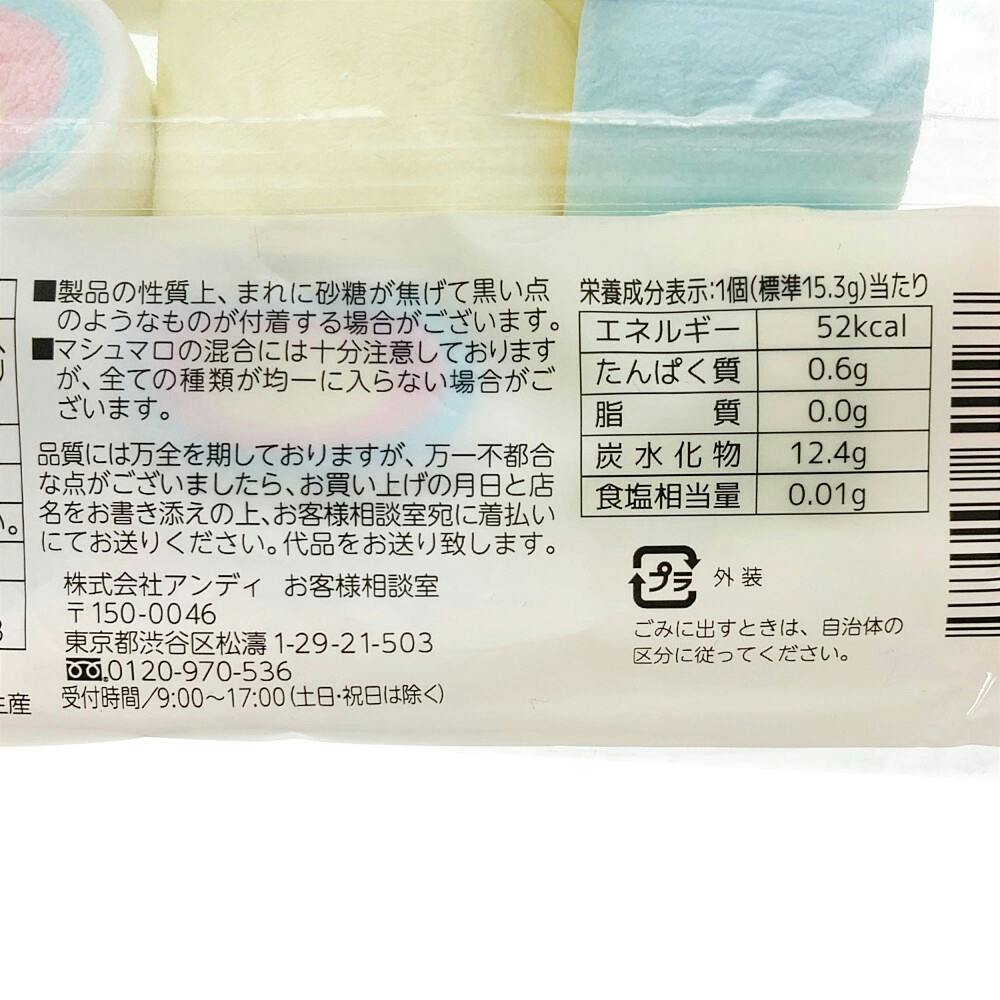 ■製品の性質上、まれに砂糖が焦げて黒い点
のようなものが付着する場合がございます。
■マシュマロの混合には十分注意しております
が、全ての種類が均一に入らない場合がご
ざいます。
品質には万全を期しておりますが、万一不都合
な点がございましたら、お買い上げの月日と店
名をお書き添えの上、お客様相談室宛に着払い
にてお送りください。代品をお送り致します。
株式会社アンディ お客様相談室
〒150-0046
東京都渋谷区松濤1-29-21-503
0120-970-536
受付時間/9:00～17:00(土日・祝日は除く)
栄養成分表示:1個(標準15.3g)当たり
エネルギー 52kcal
たんぱく質 0.6g
脂質 0.0g
炭水化物 12.4g
食塩相当量 0.01g
プラ 外装
ごみに出すときは、自治体の
区分に従ってください。
い。
生産